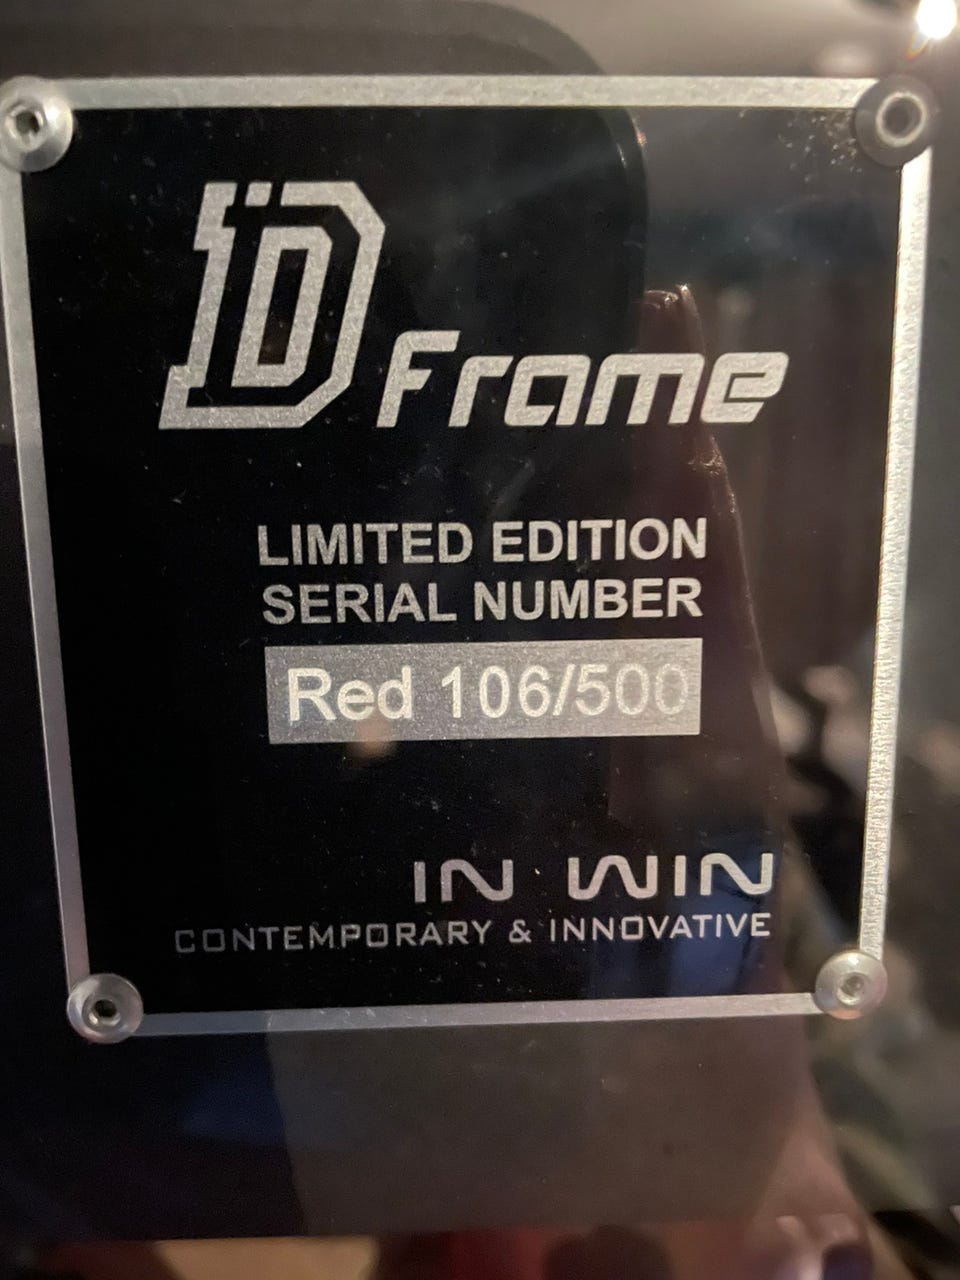 D Frame
LIMITED EDITION
SERIAL NUMBER
Red 106/500
IN WIN
CONTEMPORARY & INNOVATIVE